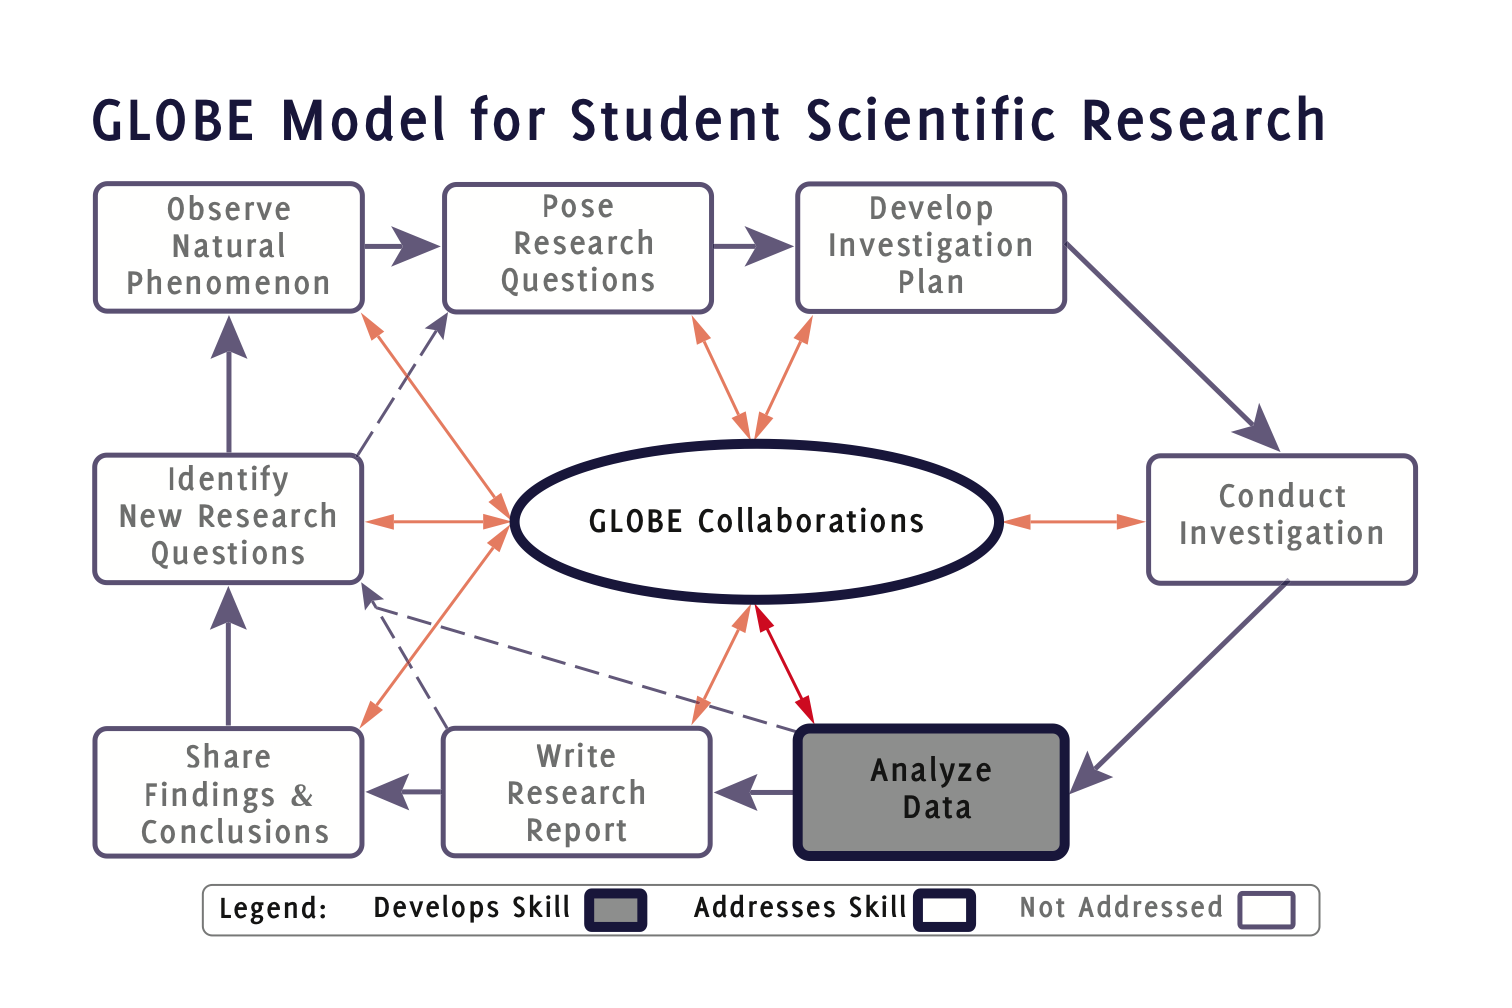 GLOBE Model for Student Scientific Research
Observe
Natural
Phenomenon
Pose
Research
Questions
Develop
Investigation
Plan
Identify
New Research
Questions
GLOBE Collaborations
Conduct
Investigation
Share
Findings &
Conclusions
Write
Research
Report
Analyze
Data
Legend: Develops Skill Addresses Skill Not Addressed